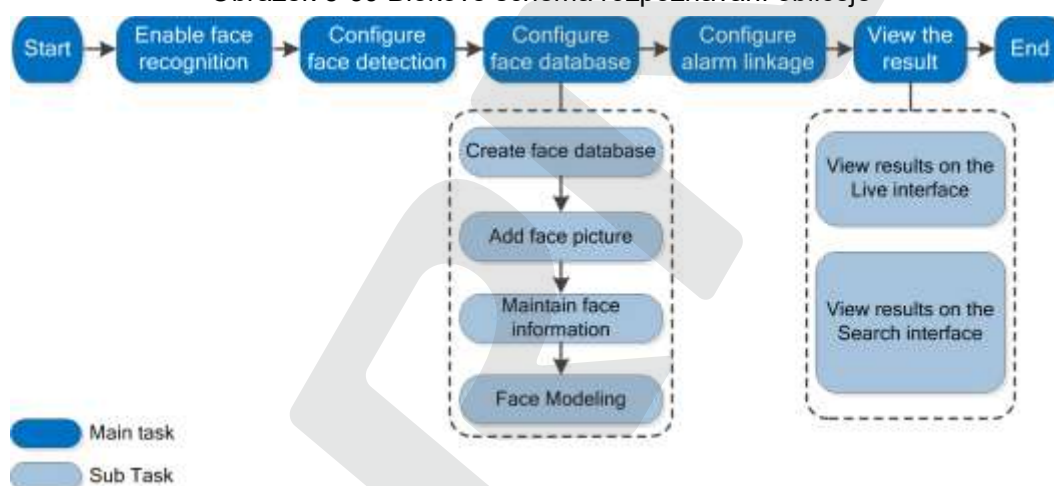 Start
Enable face
recognition
Configure
face detection
Configure
face database
Configure
alarm linkage
View the
result
End
Create face database
Add face picture
Maintain face
information
Face Modeling
View results on the
Live interface
View results on the
Search interface
Main task
Sub Task